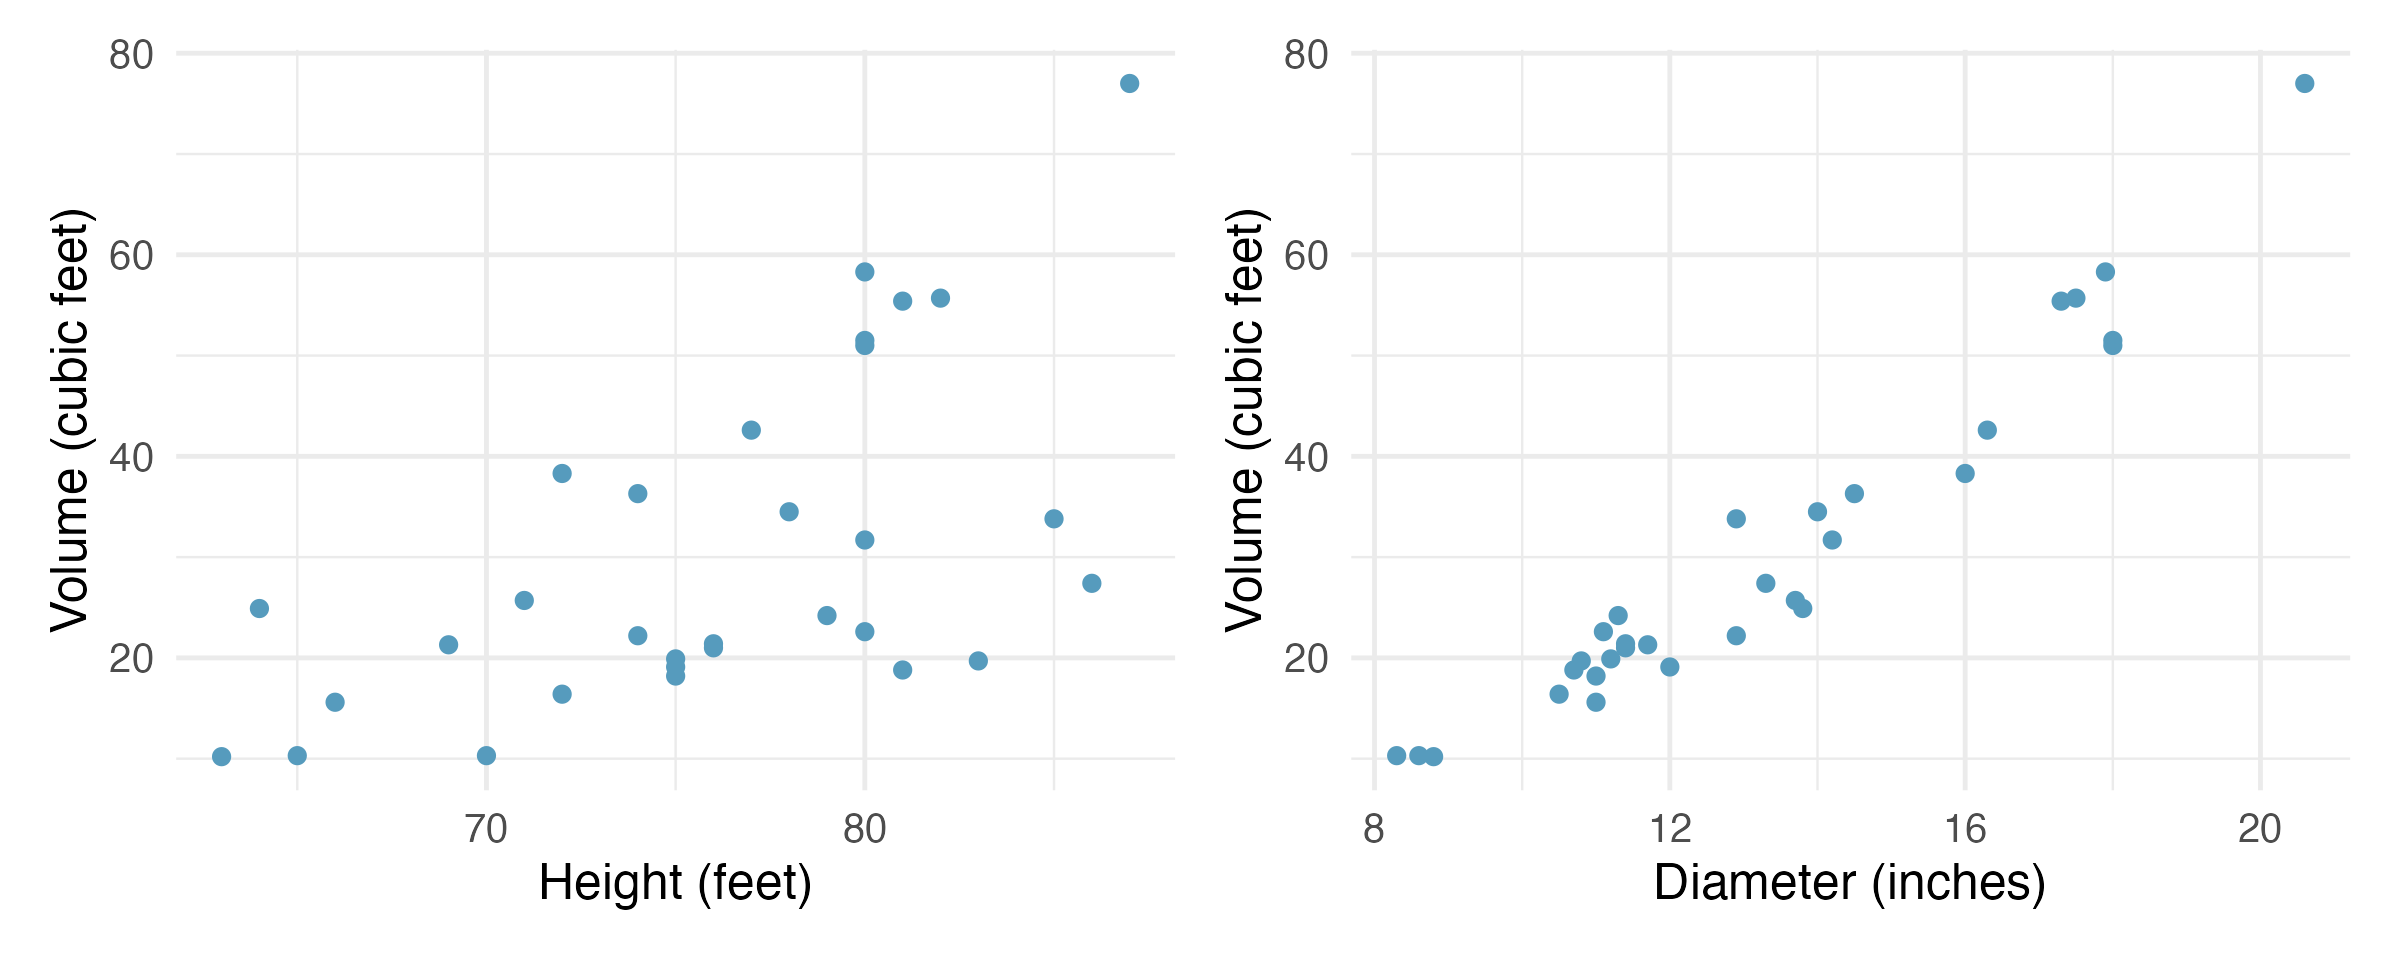 80
60
40
20
Volume (cubic feet)
70 80
Height (feet)
80
60
40
20
Volume (cubic feet)
8 12 16 20
Diameter (inches)